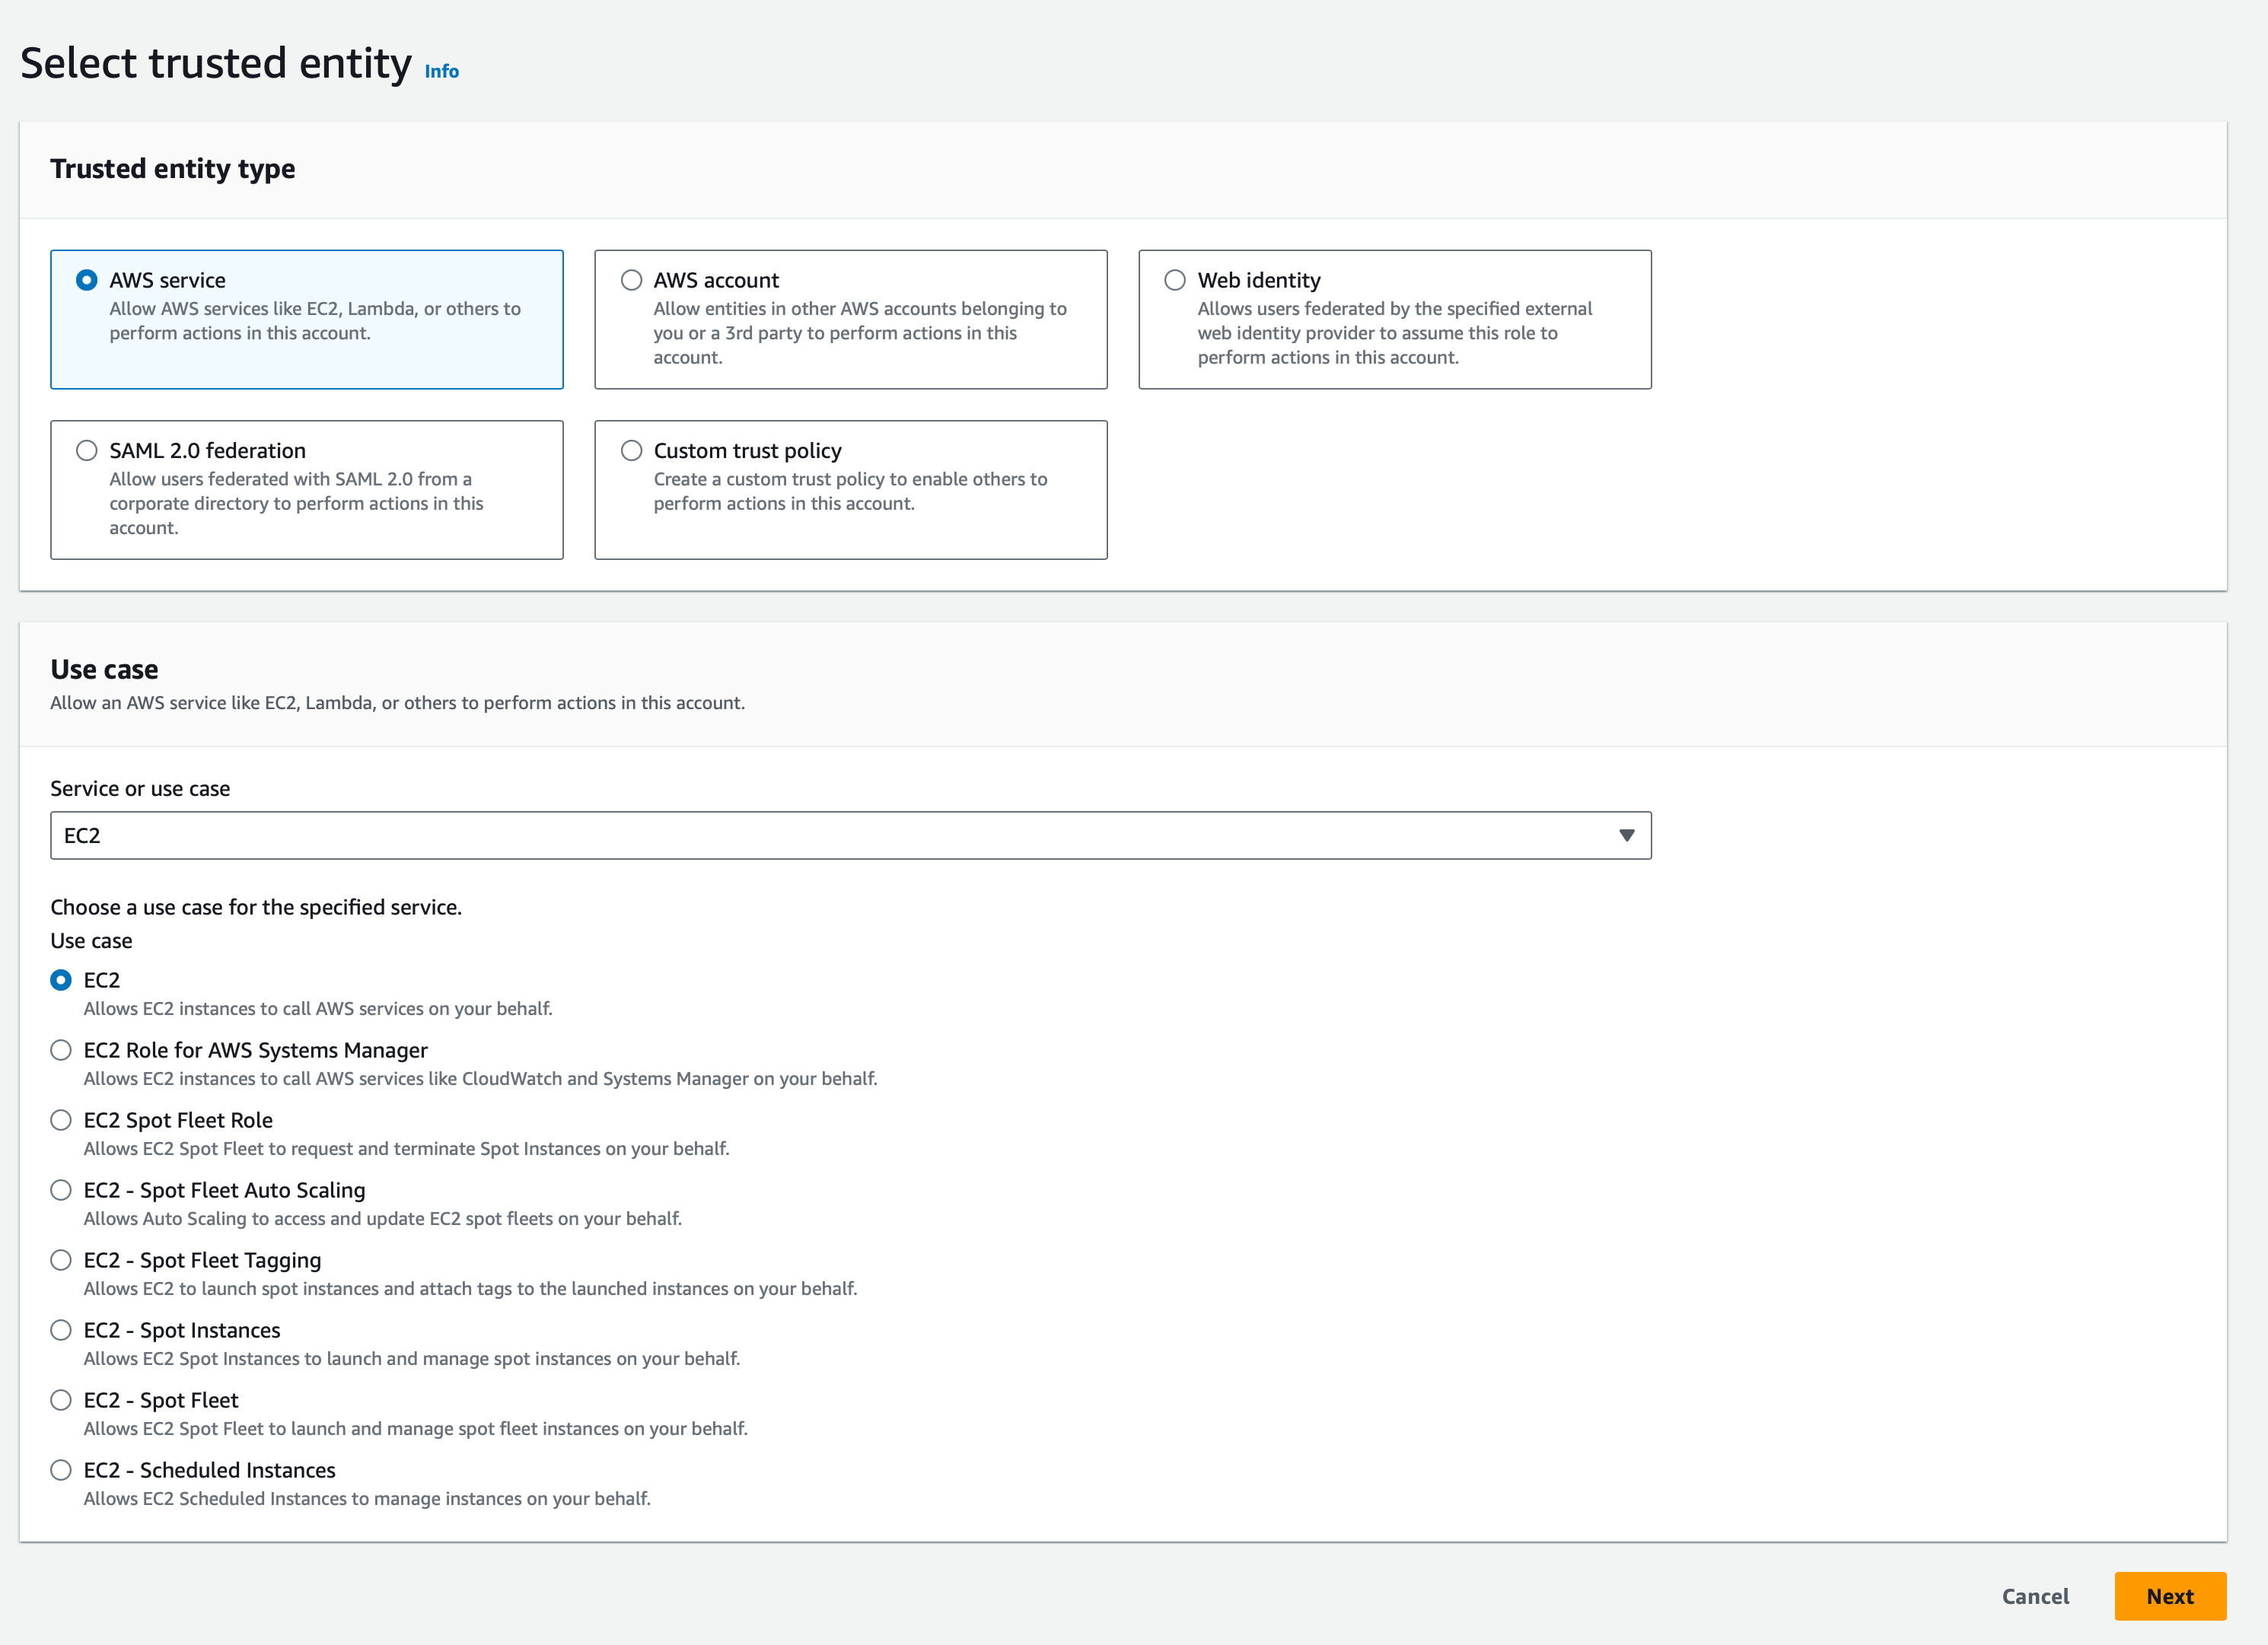 Select trusted entity Info
Trusted entity type
AWS service
Allow AWS services like EC2, Lambda, or others to
perform actions in this account.
AWS account
Allow entities in other AWS accounts belonging to
you or a 3rd party to perform actions in this
account.
Web identity
Allows users federated by the specified external
web identity provider to assume this role to
perform actions in this account.
SAML 2.0 federation
Allow users federated with SAML 2.0 from a
corporate directory to perform actions in this
account.
Custom trust policy
Create a custom trust policy to enable others to
perform actions in this account.
Use case
Allow an AWS service like EC2, Lambda, or others to perform actions in this account.
Service or use case
EC2
Choose a use case for the specified service.
Use case
EC2
Allows EC2 instances to call AWS services on your behalf.
EC2 Role for AWS Systems Manager
Allows EC2 instances to call AWS services like CloudWatch and Systems Manager on your behalf.
EC2 Spot Fleet Role
Allows EC2 Spot Fleet to request and terminate Spot Instances on your behalf.
EC2 - Spot Fleet Auto Scaling
Allows Auto Scaling to access and update EC2 spot fleets on your behalf.
EC2 - Spot Fleet Tagging
Allows EC2 to launch spot instances and attach tags to the launched instances on your behalf.
EC2 - Spot Instances
Allows EC2 Spot Instances to launch and manage spot instances on your behalf.
EC2 - Spot Fleet
Allows EC2 Spot Fleet to launch and manage spot fleet instances on your behalf.
EC2 - Scheduled Instances
Allows EC2 Scheduled Instances to manage instances on your behalf.
Cancel
Next